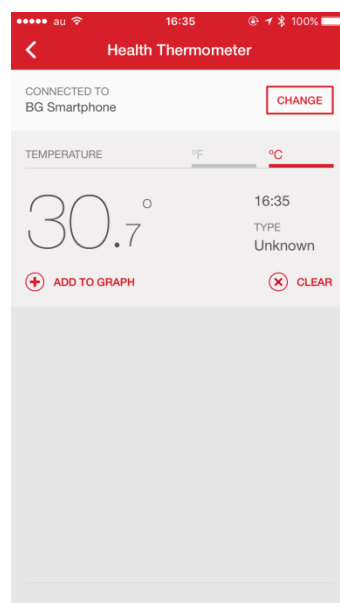 au 16:35 100%
Health Thermometer
CONNECTED TO
BG Smartphone
CHANGE
TEMPERATURE °F °C
30.7°
16:35
TYPE
Unknown
ADD TO GRAPH
CLEAR